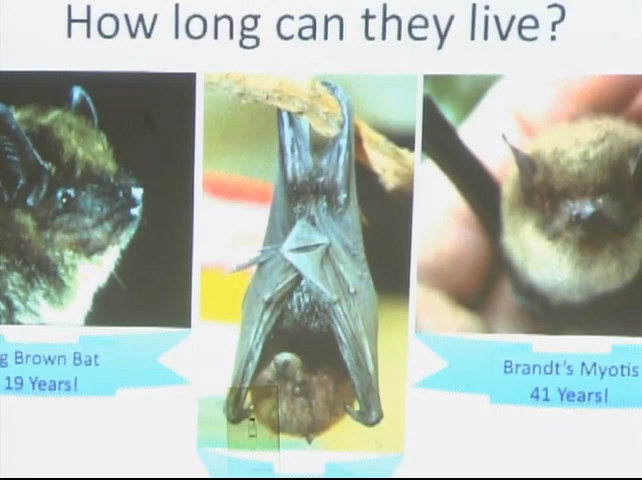 How long can they live?
g Brown Bat
19 Years!
Brandt's Myotis
41 Years!